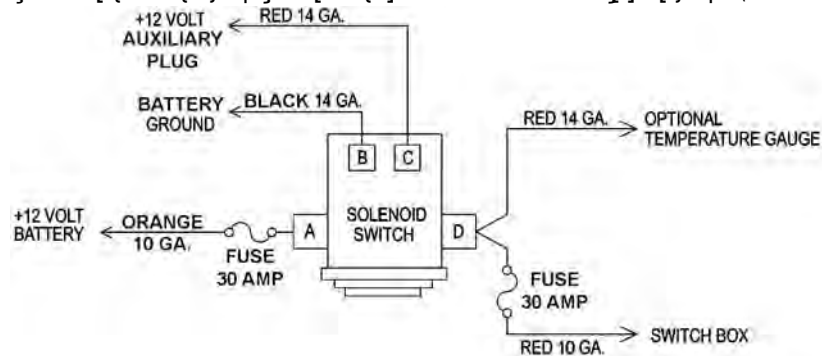 +12 VOLT
AUXILIARY
PLUG
RED 14 GA.
BATTERY
GROUND
BLACK 14 GA.
B
C
RED 14 GA.
OPTIONAL
TEMPERATURE GAUGE
+12 VOLT
BATTERY
ORANGE
10 GA.
FUSE
30 AMP
A
SOLENOID
SWITCH
D
FUSE
30 AMP
RED 10 GA.
SWITCH BOX